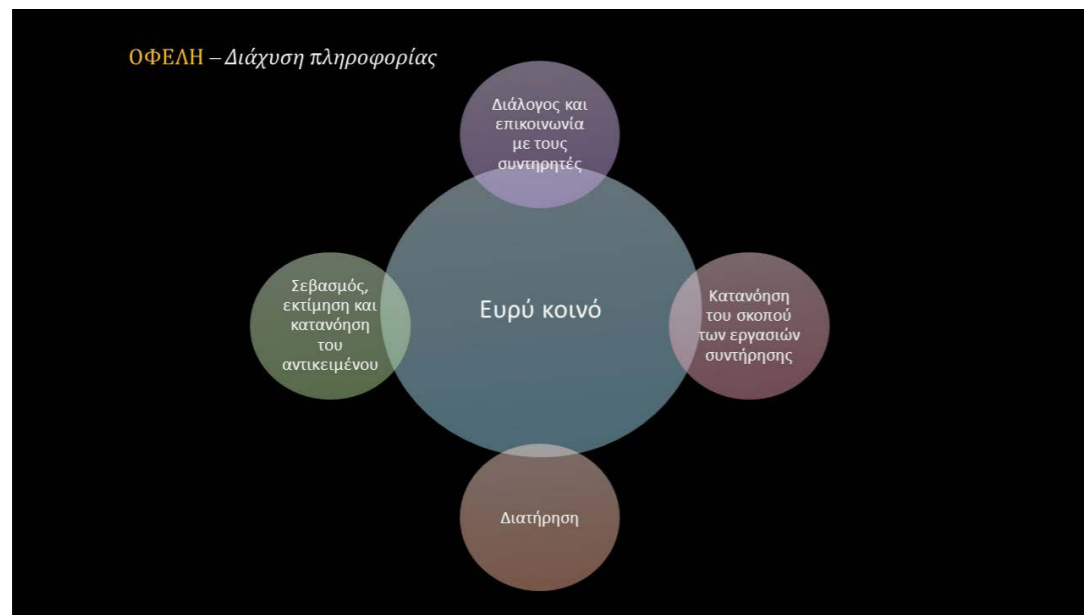 ΟΦΕΛΗ – Διάχυση πληροφορίας
Διάλογος και
επικοινωνία
με τους
συντηρητές
Σεβασμός,
εκτίμηση και
κατανόηση
του
αντικειμένου
Ευρύ κοινό
Κατανόηση
του σκοπού
των εργασιών
συντήρησης
Διατήρηση